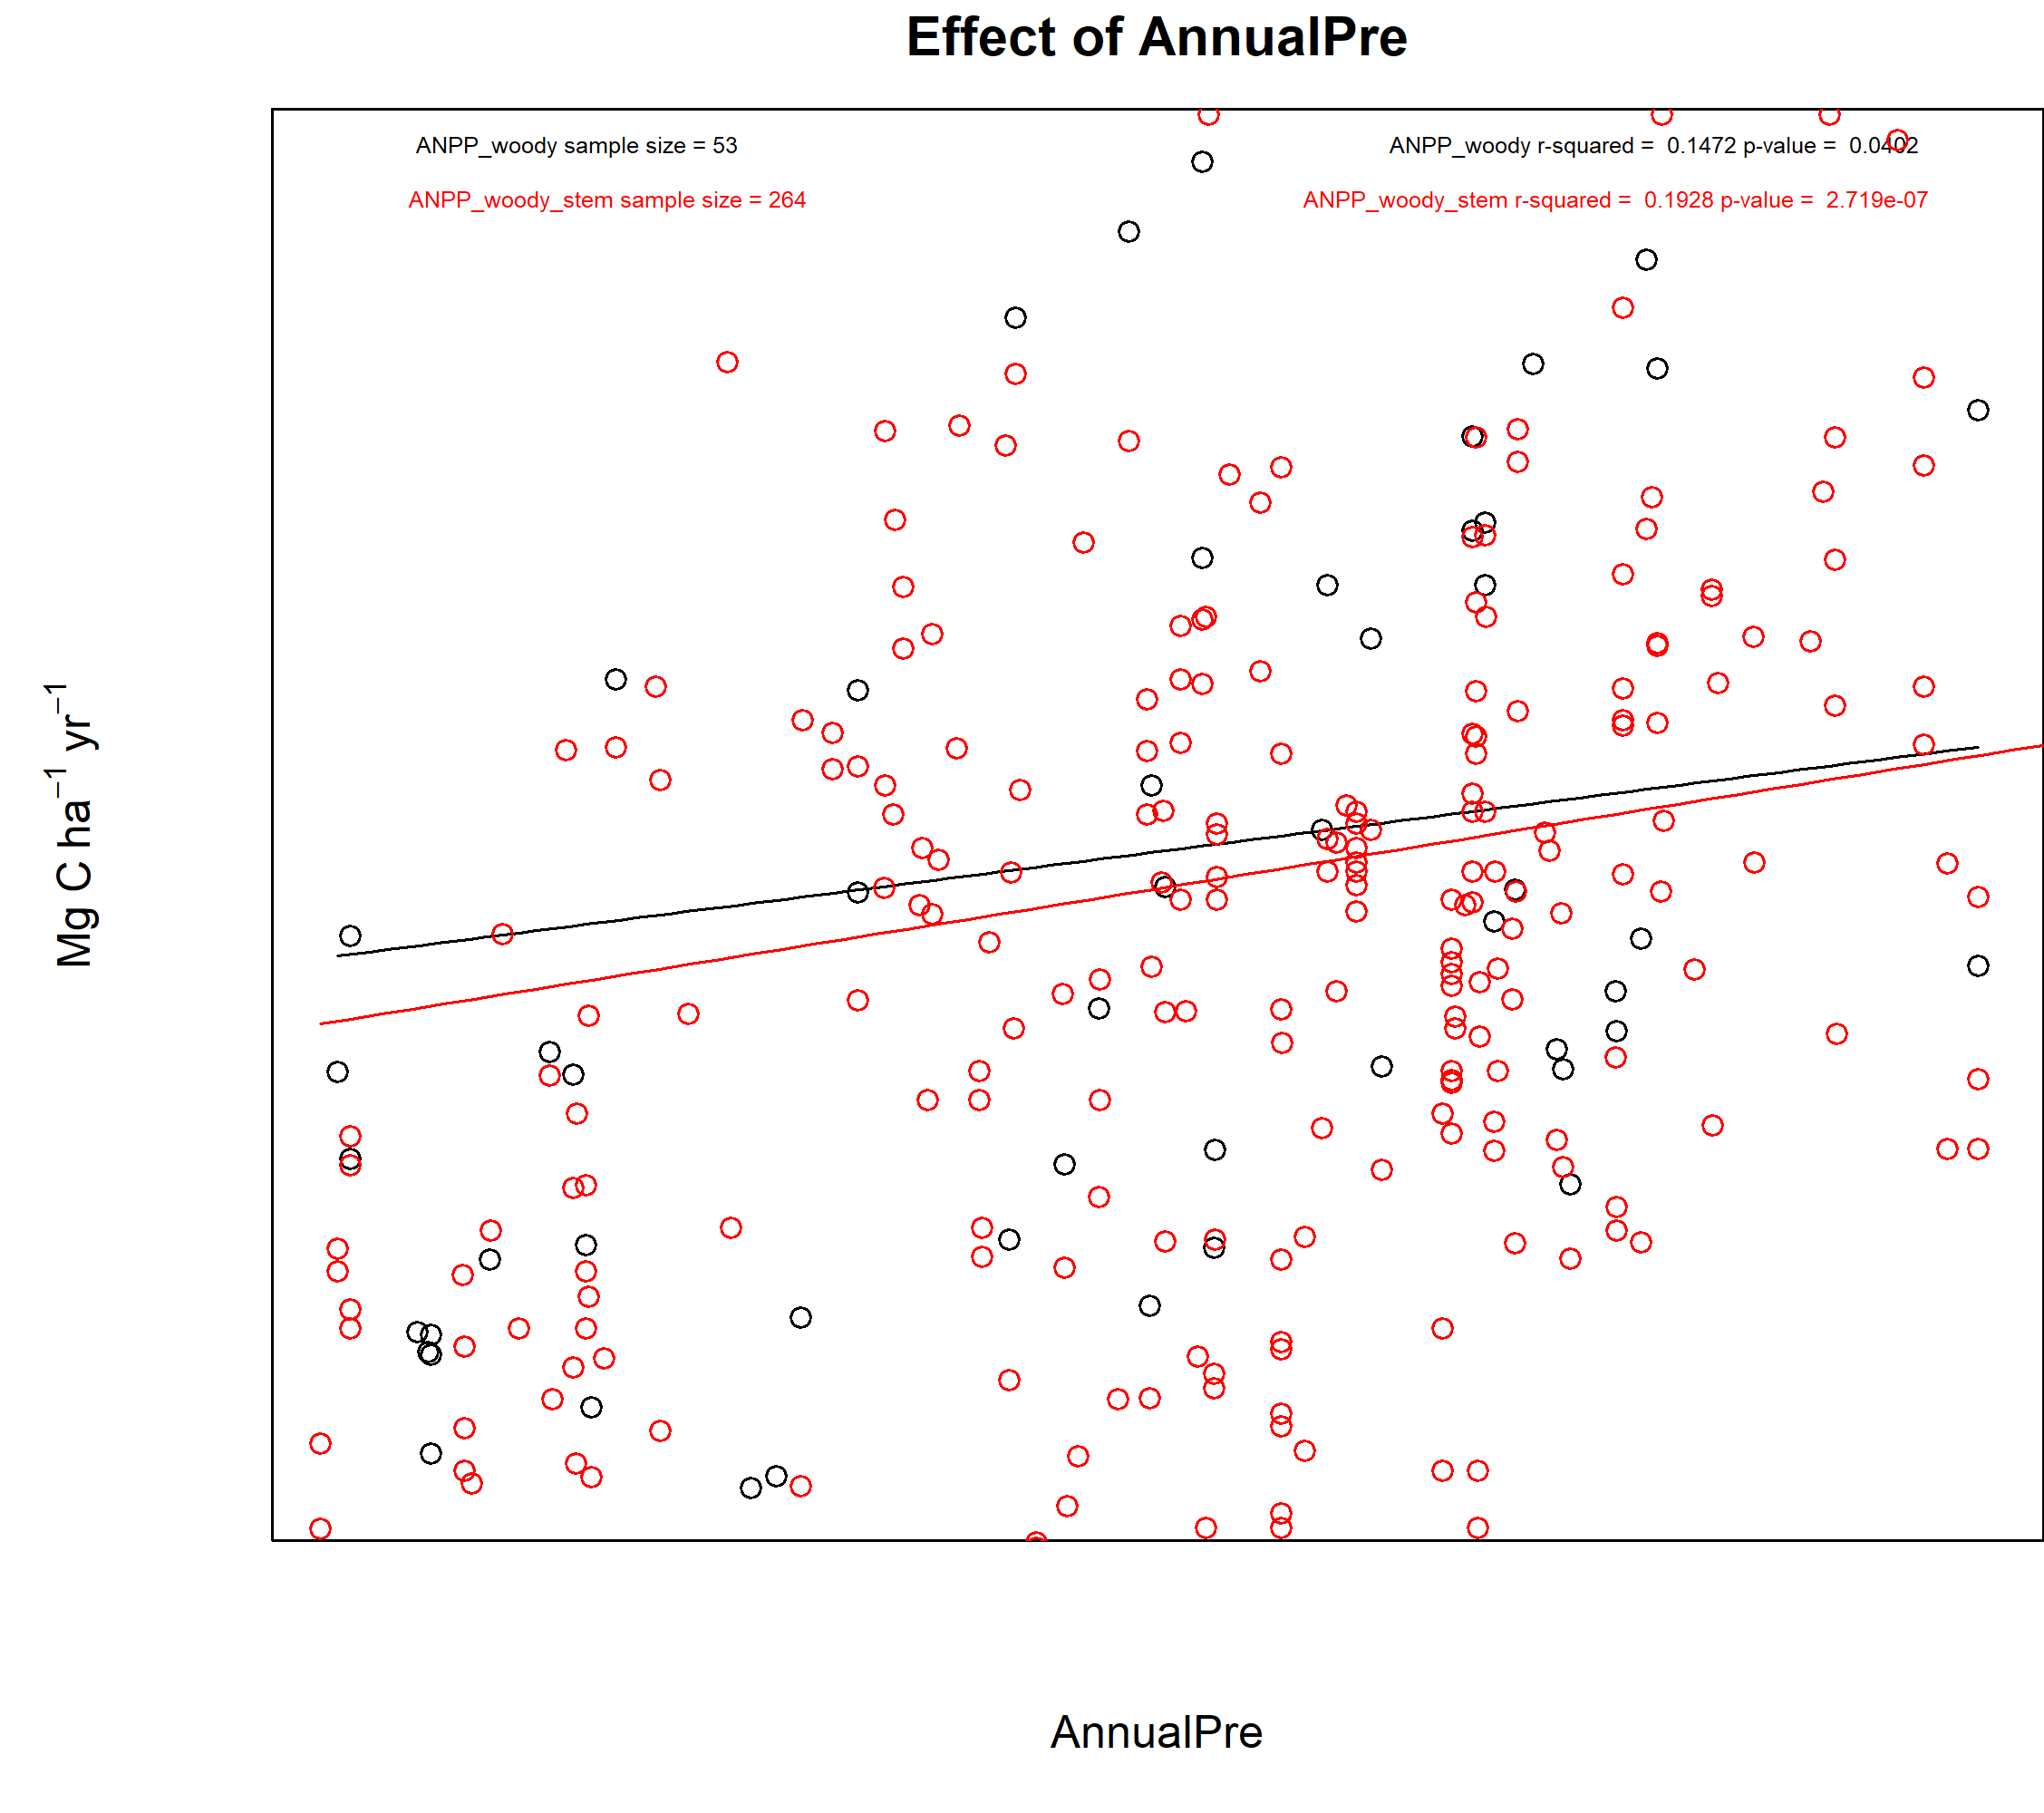 Effect of AnnualPre
ANPP_woody sample size = 53
ANPP_woody r-squared = 0.1472 p-value = 0.0402
ANPP_woody_stem sample size = 264
ANPP_woody_stem r-squared = 0.1928 p-value = 2.719e-07
Mg C ha⁻¹ yr⁻¹
AnnualPre